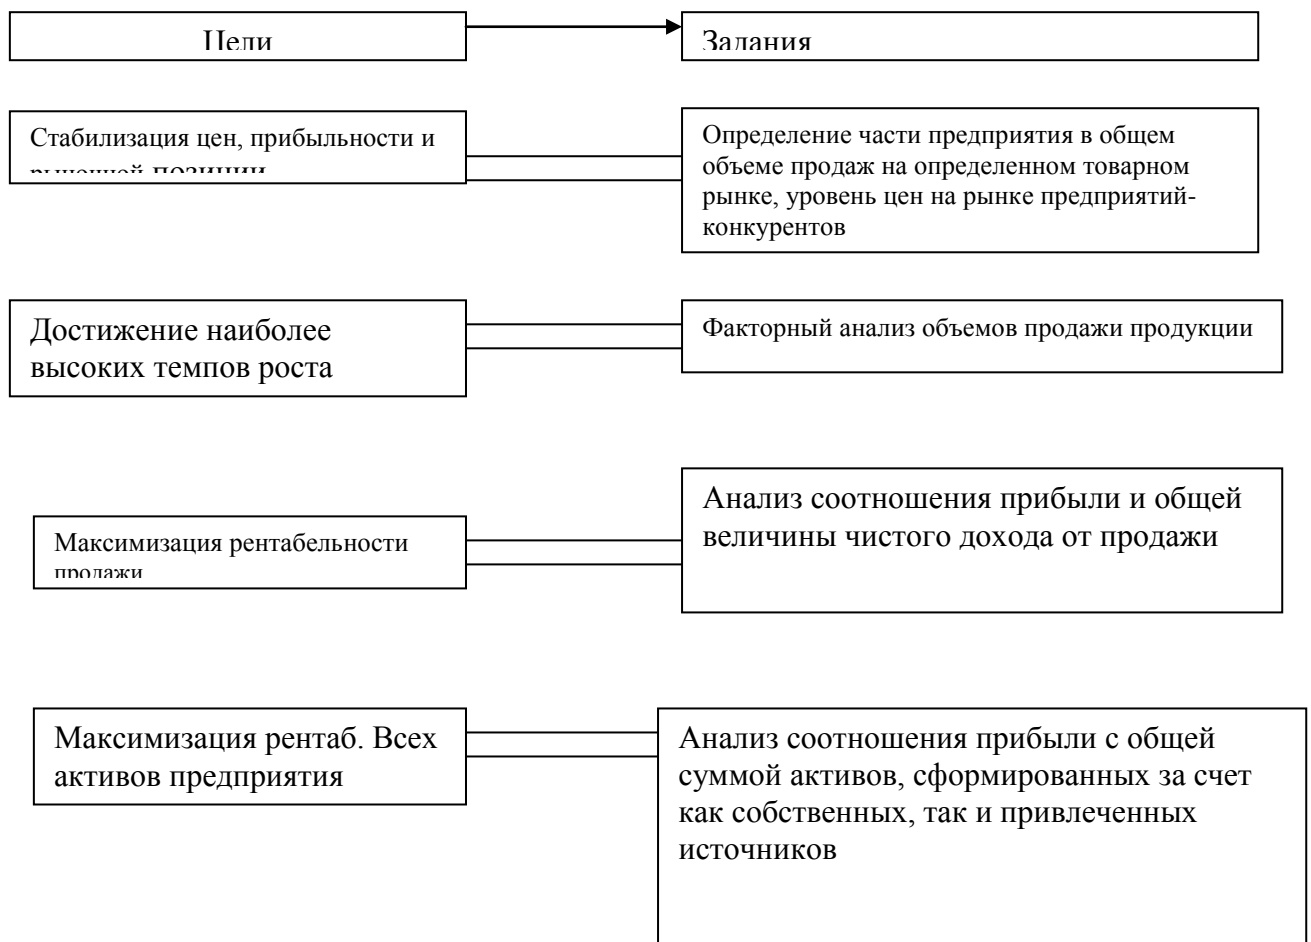 Цели
Задания
Стабилизация цен, прибыльности и
рыночной позиции
Определение части предприятия в общем
объеме продаж на определенном товарном
рынке, уровень цен на рынке предприятий-
конкурентов
Достижение наиболее
высоких темпов роста
Факторный анализ объемов продажи продукции
Максимизация рентабельности
продажи
Анализ соотношения прибыли и общей
величины чистого дохода от продажи
Максимизация рентаб. Всех
активов предприятия
Анализ соотношения прибыли с общей
суммой активов, сформированных за счет
как собственных, так и привлеченных
источников